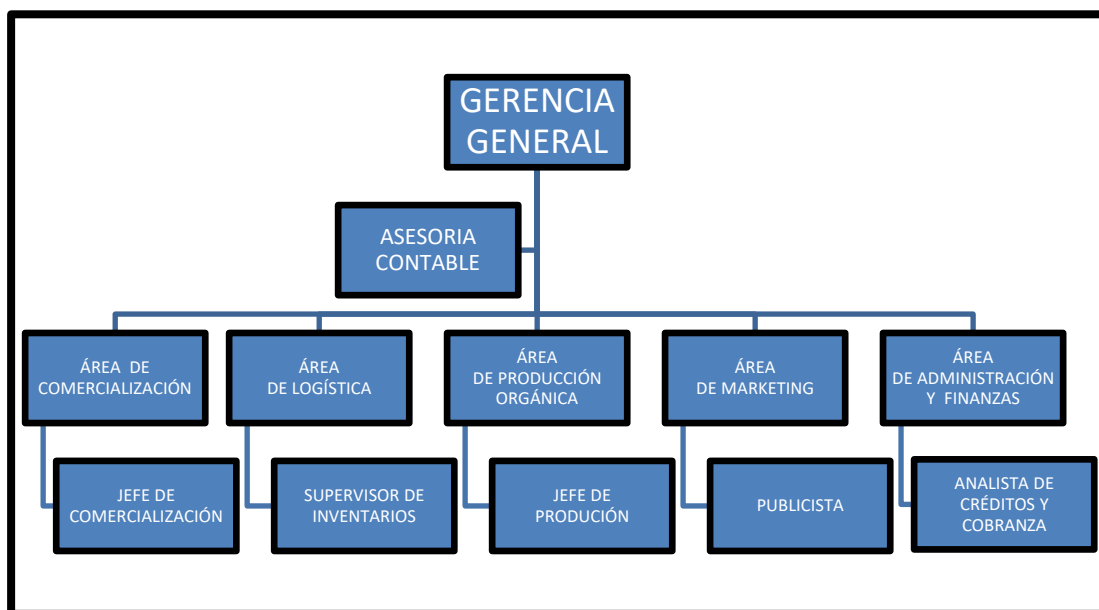 GERENCIA
GENERAL
ASESORIA
CONTABLE
ÁREA DE
COMERCIALIZACIÓN
ÁREA
DE LOGÍSTICA
ÁREA
DE PRODUCCIÓN
ORGÁNICA
ÁREA
DE MARKETING
ÁREA
DE ADMINISTRACIÓN
Y FINANZAS
JEFE DE
COMERCIALIZACIÓN
SUPERVISOR DE
INVENTARIOS
JEFE DE
PRODUCIÓN
PUBLICISTA
ANALISTA DE
CRÉDITOS Y
COBRANZA